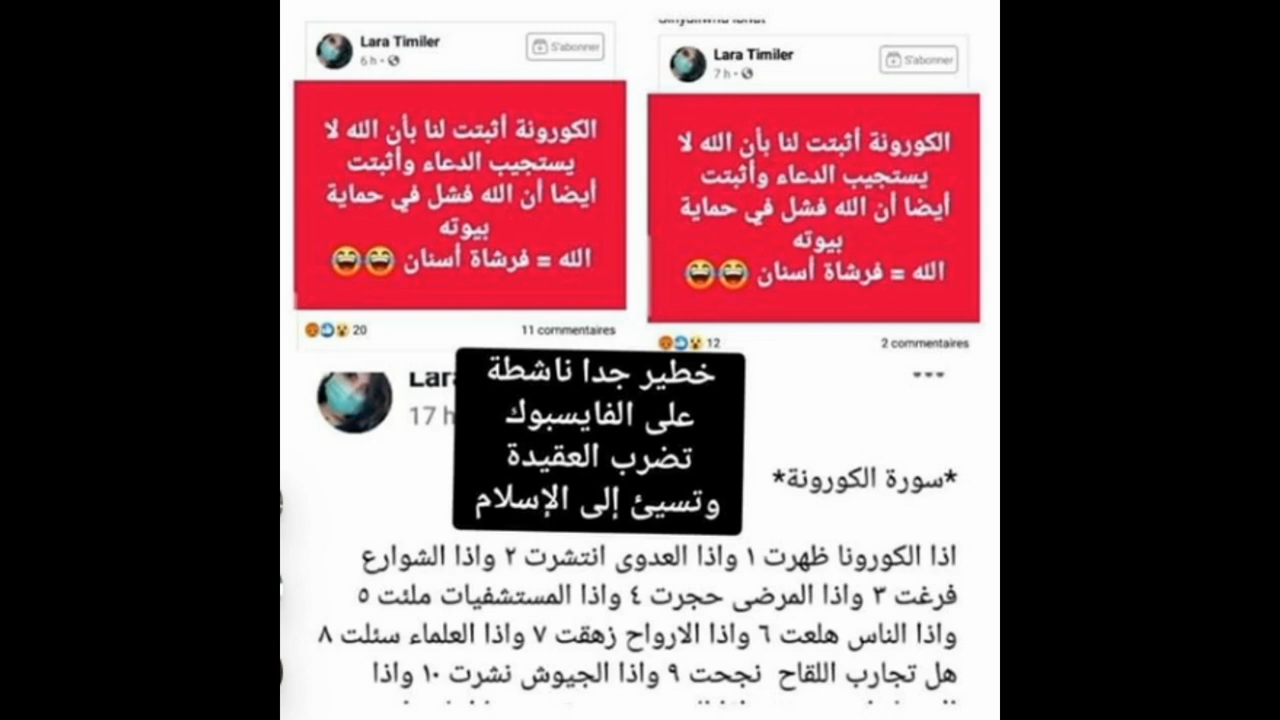 Lara Timiler
6 h
S'abonner
الكورونة أثبتت لنا بأن الله لا
يستجيب الدعاء وأثبتت
أيضا أن الله فشل في حماية
بيوته
الله = فرشاة أسنان 😂😂
20
11 commentaires
Lara Timiler
7 h
S'abonner
الكورونة أثبتت لنا بأن الله لا
يستجيب الدعاء وأثبتت
أيضا أن الله فشل في حماية
بيوته
الله = فرشاة أسنان 😂😂
12
2 commentaires
Lara
17 h
خطير جدا ناشطة
على الفايسبوك
تضرب العقيدة
وتسيئ إلى الإسلام
*سورة الكورونة*
اذا الكورونا ظهرت ١ واذا العدوى انتشرت ٢ واذا الشوارع
فرغت ٣ واذا المرضى حجرت ٤ واذا المستشفيات ملئت ٥
واذا الناس هلعت ٦ واذا الارواح زهقت ٧ واذا العلماء سئلت ٨
هل تجارب اللقاح نجحت ٩ واذا الجيوش نشرت ١٠ واذا